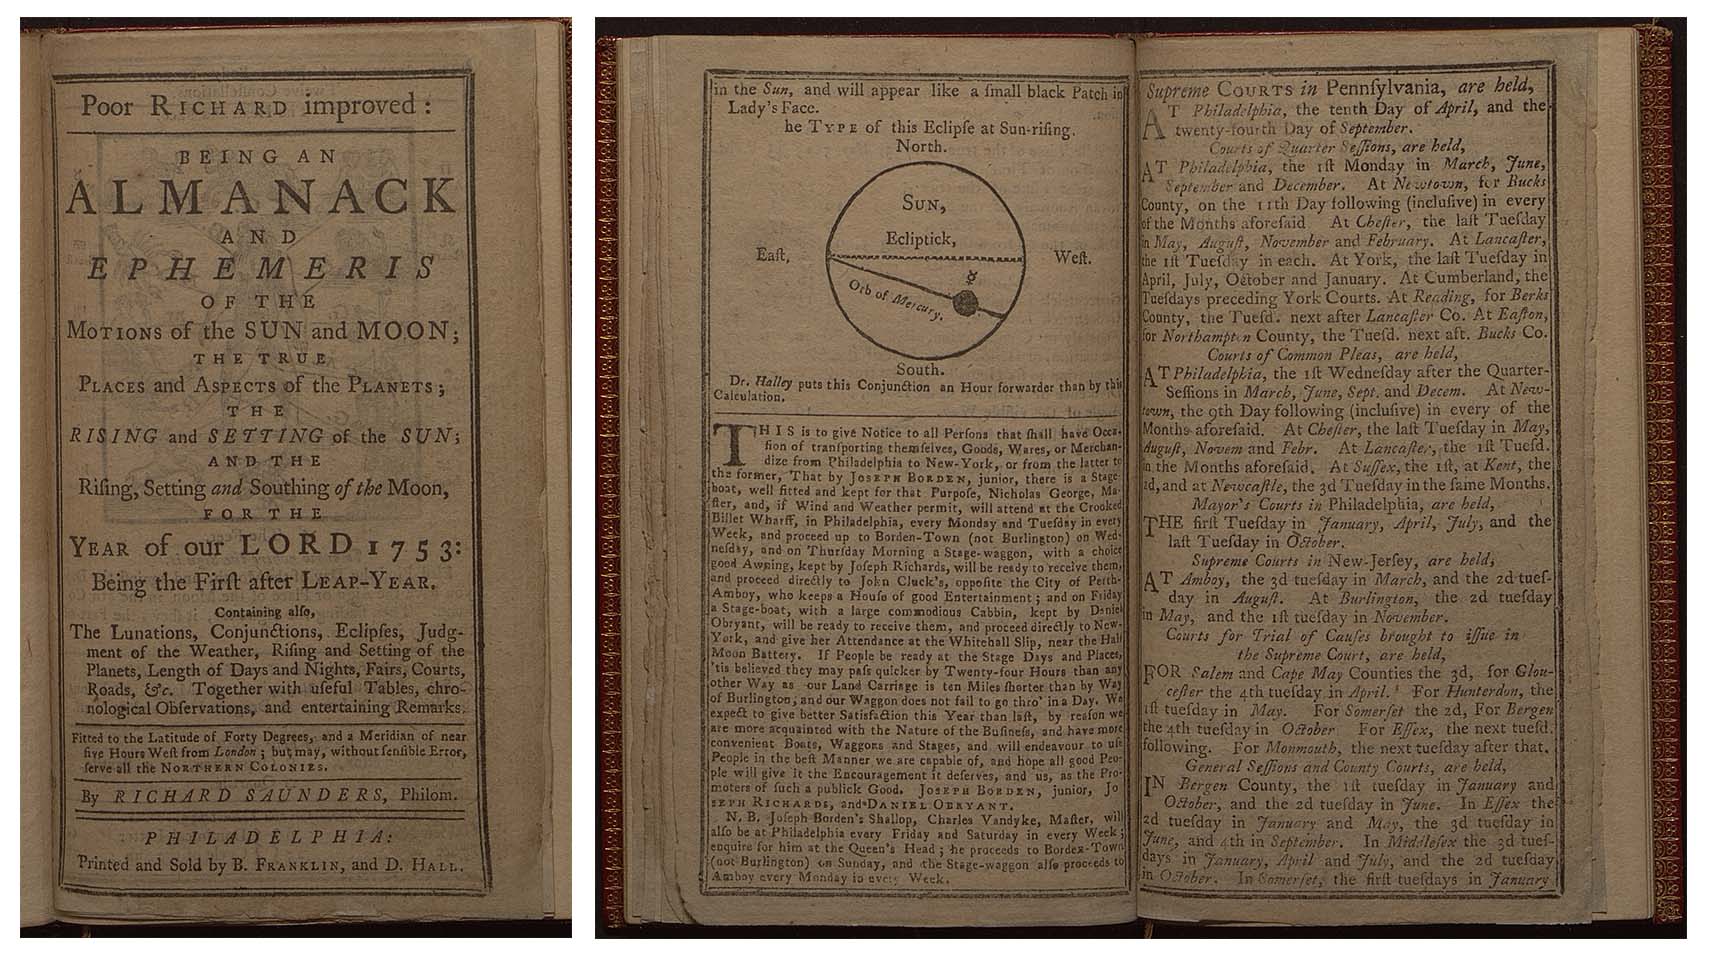 Poor RICHARD improved:
BEING AN
ALMANACK
AND
EPHEMERIS
OF THE
MOTIONS of the SUN and MOON;
THE TRUE
PLACES and ASPECTS of the PLANETS;
THE
RISING and SETTING of the SUN;
AND THE
Riſing, Setting and Southing of the Moon,
FOR THE
YEAR of our LORD 1753:
Being the Firſt after LEAP-YEAR.
Containing alſo,
The Lunations, Conjunctions, Eclipſes, Judg-
ment of the Weather, Riſing and Setting of the
Planets, Length of Days and Nights, Fairs, Courts,
Roads, &c. Together with uſeful Tables, chro-
nological Obſervations, and entertaining Remarks.
Fitted to the Latitude of Forty Degrees, and a Meridian of near
five Hours Weſt from London; but may, without ſenſible Error,
ſerve all the NORTHERN COLONIES.
By RICHARD SAUNDERS, Philom.
PHILADELPHIA:
Printed and Sold by B. FRANKLIN, and D. HALL.
in the Sun, and will appear like a ſmall black Patch in
Lady's Face.
he TYPE of this Eclipſe at Sun-riſing.
North.
SUN,
Ecliptick,
Eaſt,
Weſt.
☿
Orb of Mercury.
South.
Dr. Halley puts this Conjunction an Hour forwarder than by this
Calculation.
THIS is to give Notice to all Perſons that ſhall have Occa-
ſion of tranſporting themſelves, Goods, Wares, or Merchan-
dize from Philadelphia to New-York, or from the latter to
the former, That by JOSEPH BORDEN, junior, there is a Stage-
boat, well fitted and kept for that Purpoſe, Nicholas George, Ma-
ſter, and, if Wind and Weather permit, will attend at the Crooked
Billet Wharff, in Philadelphia, every Monday and Tueſday in every
Week, and proceed up to Borden-Town (not Burlington) on Wed-
neſday, and on Thurſday Morning a Stage-waggon, with a choice
good Awning, kept by Joſeph Richards, will be ready to receive them,
and proceed directly to John Cluck's, oppoſite the City of Perth-
Amboy, who keeps a Houſe of good Entertainment; and on Friday
a Stage-boat, with a large commodious Cabbin, kept by Daniel
Obryant, will be ready to receive them, and proceed directly to New-
York, and give her Attendance at the Whitehall Slip, near the Half
Moon Battery. If People be ready at the Stage Days and Places,
'tis believed they may paſs quicker by Twenty-four Hours than any
other Way as our Land Carriage is ten Miles ſhorter than by Way
of Burlington, and our Waggon does not fail to go thro' in a Day. We
expect to give better Satisfaction this Year than laſt, by reaſon we
are more acquainted with the Nature of the Buſineſs, and have more
convenient Boats, Waggons and Stages, and will endeavour to uſe
People in the beſt Manner we are capable of, and hope all good Peo-
ple will give it the Encouragement it deſerves, and us, as the Pro-
moters of ſuch a publick Good. JOSEPH BORDEN, junior, JO
SEPH RICHARDS, and DANIEL OBRYANT.
N. B. Joſeph Borden's Shallop, Charles Vandyke, Maſter, will
alſo be at Philadelphia every Friday and Saturday in every Week;
enquire for him at the Queen's Head; he proceeds to Borden-Town
(not Burlington) on Sunday, and the Stage-waggon alſo proceeds to
Amboy every Monday in every Week.
Supreme COURTS in Pennſylvania, are held,
AT Philadelphia, the tenth Day of April, and the
twenty-fourth Day of September.
Courts of Quarter Seſſions, are held,
AT Philadelphia, the 1ſt Monday in March, June,
September and December. At Newtown, for Bucks
County, on the 11th Day following (incluſive) in every
of the Months aforeſaid At Cheſter, the laſt Tueſday
in May, Auguſt, November and February. At Lancaſter,
the 1ſt Tueſday in each. At York, the laſt Tueſday in
April, July, October and January. At Cumberland, the
Tueſdays preceding York Courts. At Reading, for Berks
County, the Tueſd. next after Lancaſter Co. At Eaſton,
for Northampton County, the Tueſd. next aft. Bucks Co.
Courts of Common Pleas, are held,
AT Philadelphia, the 1ſt Wedneſday after the Quarter-
Seſſions in March, June, Sept. and Decem. At New-
town, the 9th Day following (incluſive) in every of the
Months aforeſaid. At Cheſter, the laſt Tueſday in May,
Auguſt, Novem and Febr. At Lancaſter, the 1ſt Tueſd.
in the Months aforeſaid. At Suſſex, the 1ſt, at Kent, the
2d, and at Newcaſtle, the 3d Tueſday in the ſame Months.
Mayor's Courts in Philadelphia, are held,
THE firſt Tueſday in January, April, July, and the
laſt Tueſday in October.
Supreme Courts in New-Jerſey, are held,
AT Amboy, the 3d tueſday in March, and the 2d tueſ-
day in Auguſt. At Burlington, the 2d tueſday
in May, and the 1ſt tueſday in November.
Courts for Trial of Cauſes brought to iſſue in
the Supreme Court, are held,
FOR Salem and Cape May Counties the 3d, for Glou-
ceſter the 4th tueſday in April. For Hunterdon, the
1ſt tueſday in May. For Somerſet the 2d, For Bergen
the 4th tueſday in October For Eſſex, the next tueſd.
following. For Monmouth, the next tueſday after that.
General Seſſions and County Courts, are held,
IN Bergen County, the 1ſt tueſday in January and
October, and the 2d tueſday in June. In Eſſex the
2d tueſday in January and May, the 3d tueſday in
June, and 4th in September. In Middleſex the 3d tueſ-
days in January, April and July, and the 2d tueſday
in October. In Somerſet, the firſt tueſdays in January